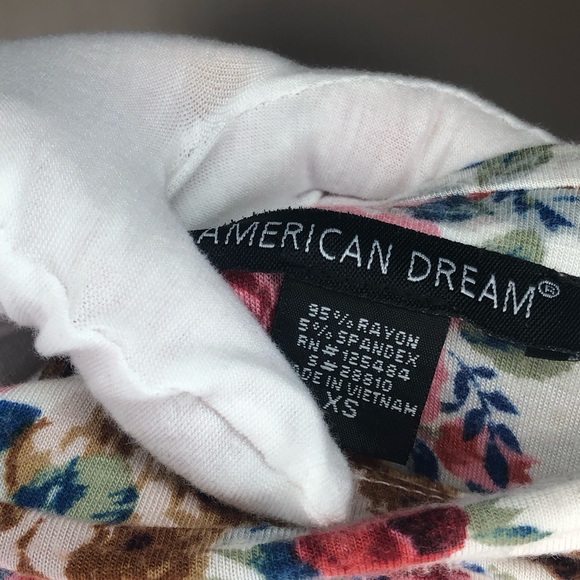 AMERICAN DREAM®
95% RAYON
5% SPANDEX
RN# 125484
S# 28810
MADE IN VIETNAM
XS